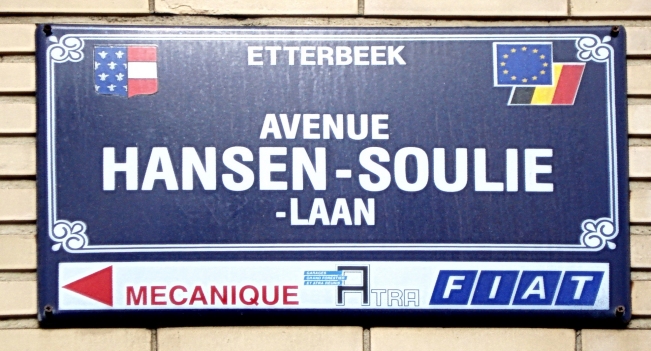 ETTERBEEK
AVENUE
HANSEN-SOULIE
-LAAN
MECANIQUE
ATRA
FIAT